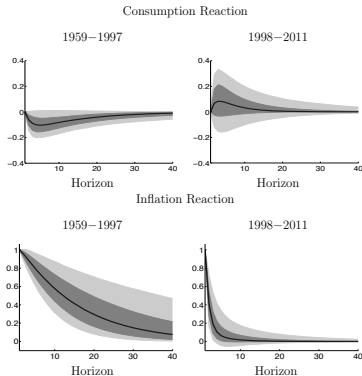 Consumption Reaction
1959−1997 1998−2011
0.4 0.4
0.2 0.2
0 0
−0.2 −0.2
−0.4 −0.4
10 20 30 40 10 20 30 40
Horizon Horizon
Inflation Reaction
1959−1997 1998−2011
1 1
0.8 0.8
0.6 0.6
0.4 0.4
0.2 0.2
0 0
10 20 30 40 10 20 30 40
Horizon Horizon